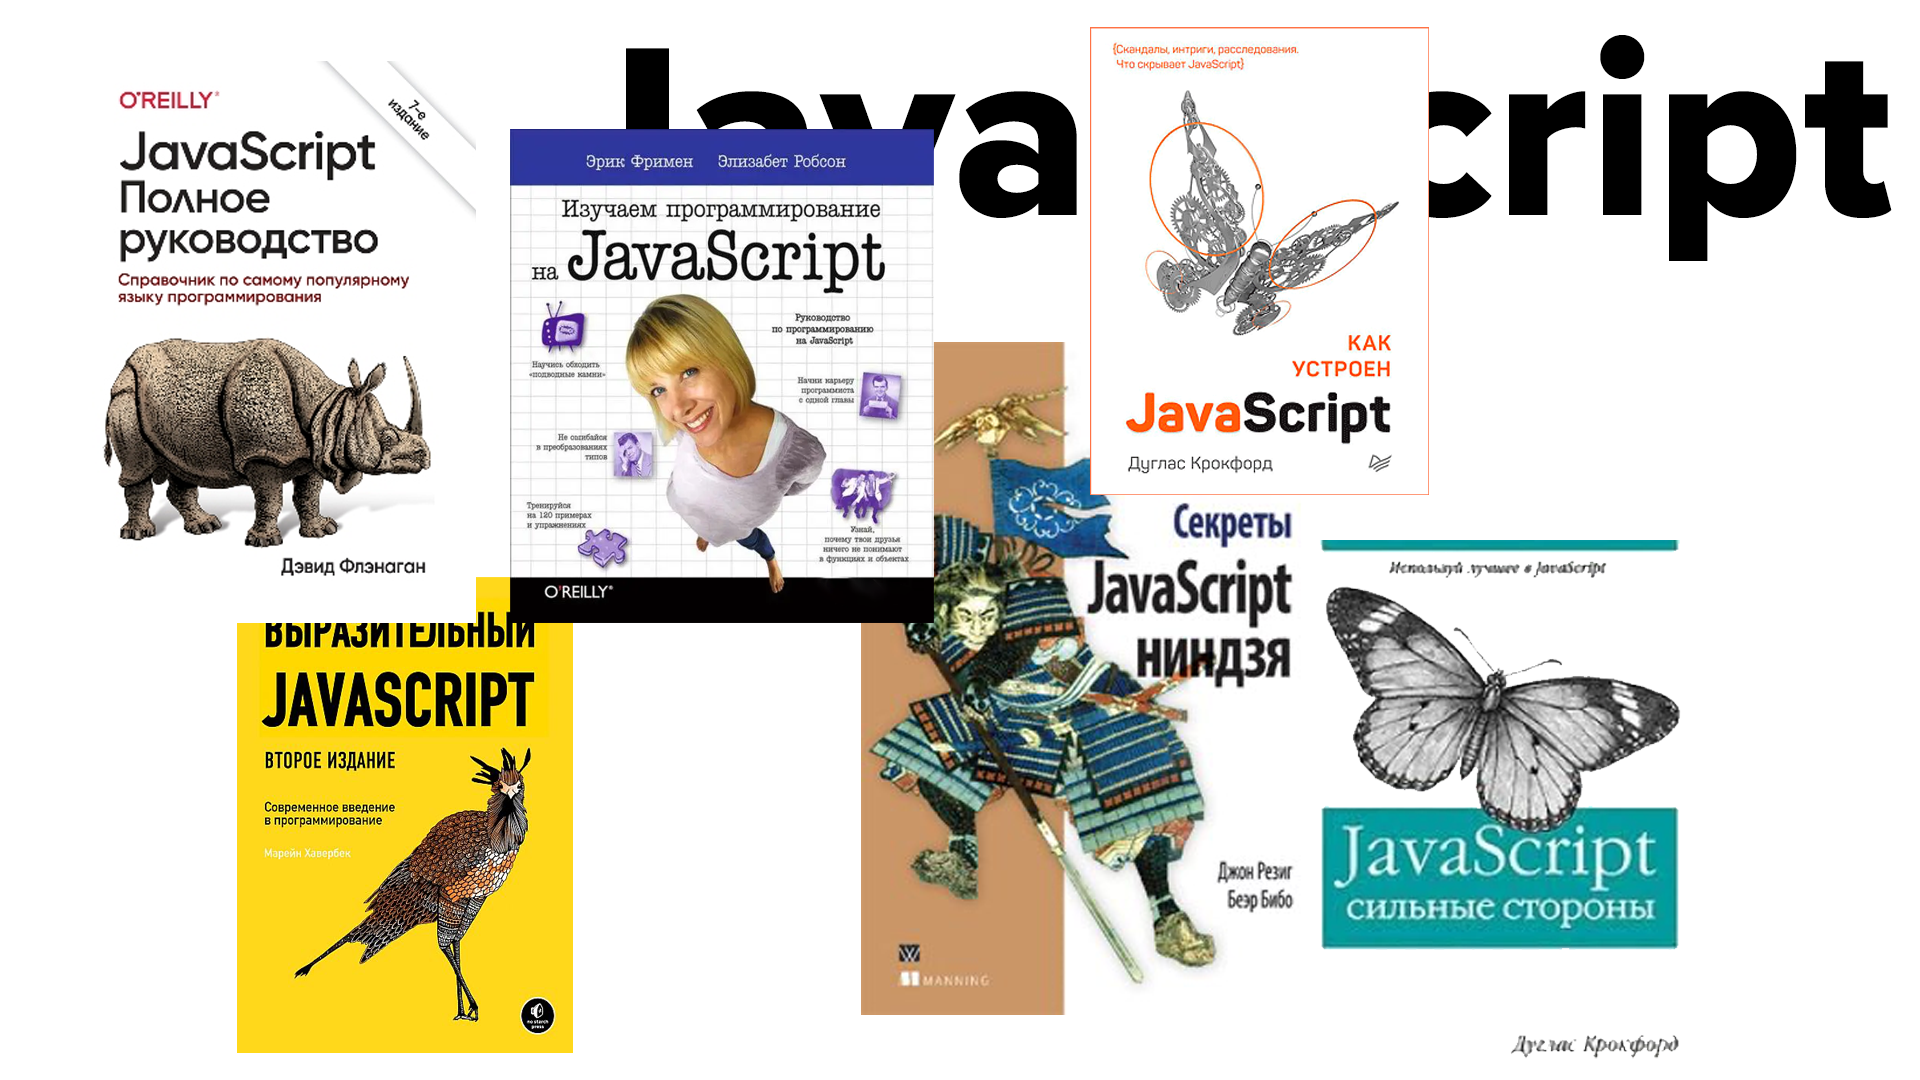 JavaScript
O'REILLY®
7-е
издание
JavaScript
Полное
руководство
Справочник по самому популярному
языку программирования
Дэвид Флэнаган
Эрик Фримен Элизабет Робсон
Изучаем программирование
на JavaScript
Руководство
по программированию
на JavaScript
Научись обходить
«подводные камни»
Начни карьеру
программиста
с одной главы
Не ошибайся
в преобразованиях
типов
Тренируйся
на 120 примерах
и упражнениях
Узнай,
почему твои друзья
ничего не понимают
в функциях и объектах
O'REILLY®
{Скандалы, интриги, расследования.
Что скрывает JavaScript}
КАК
УСТРОЕН
JavaScript
Дуглас Крокфорд
ВЫРАЗИТЕЛЬНЫЙ
JAVASCRIPT
ВТОРОЕ ИЗДАНИЕ
Современное введение
в программирование
Марейн Хавербек
no starch
press
Секреты
JavaScript
ниндзя
Джон Резиг
Беэр Бибо
MANNING
Используй лучшее в JavaScript
JavaScript
сильные стороны
Дуглас Крокфорд